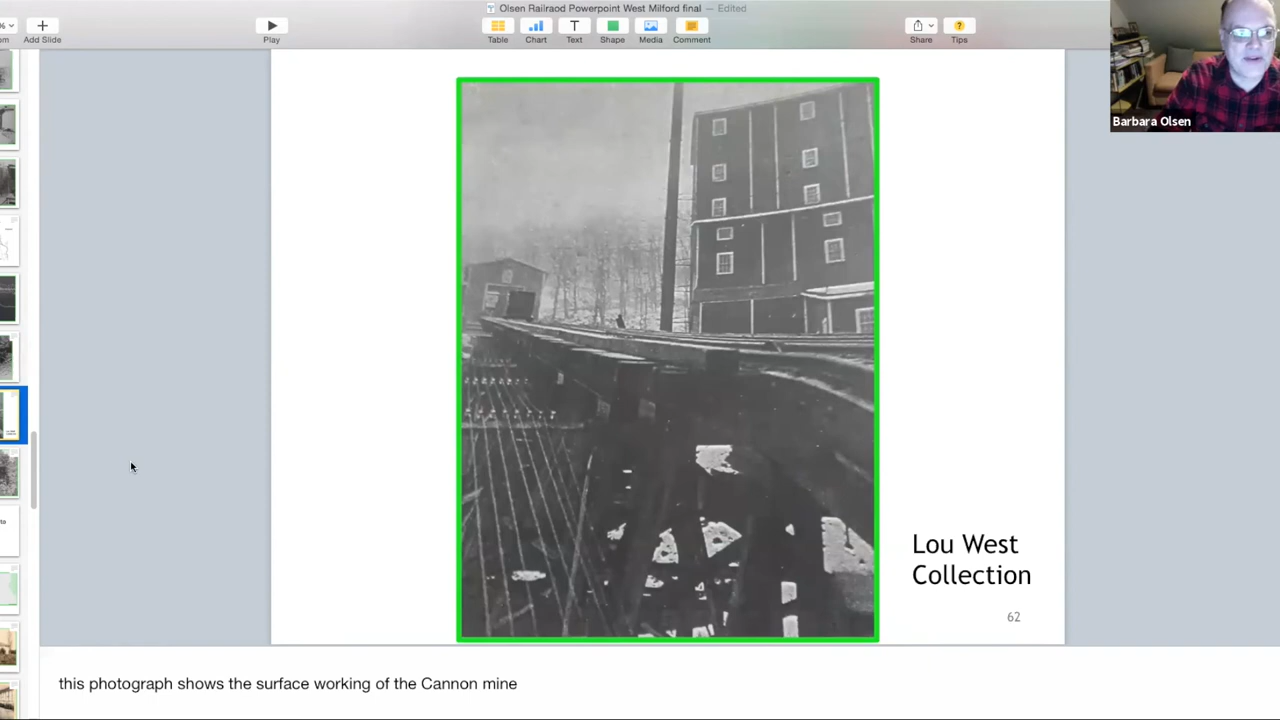 Olsen Railraod Powerpoint West Milford final — Edited
Add Slide
Play
Table
Chart
Text
Shape
Media
Comment
Share
Tips
Barbara Olsen
Lou West
Collection
62
this photograph shows the surface working of the Cannon mine